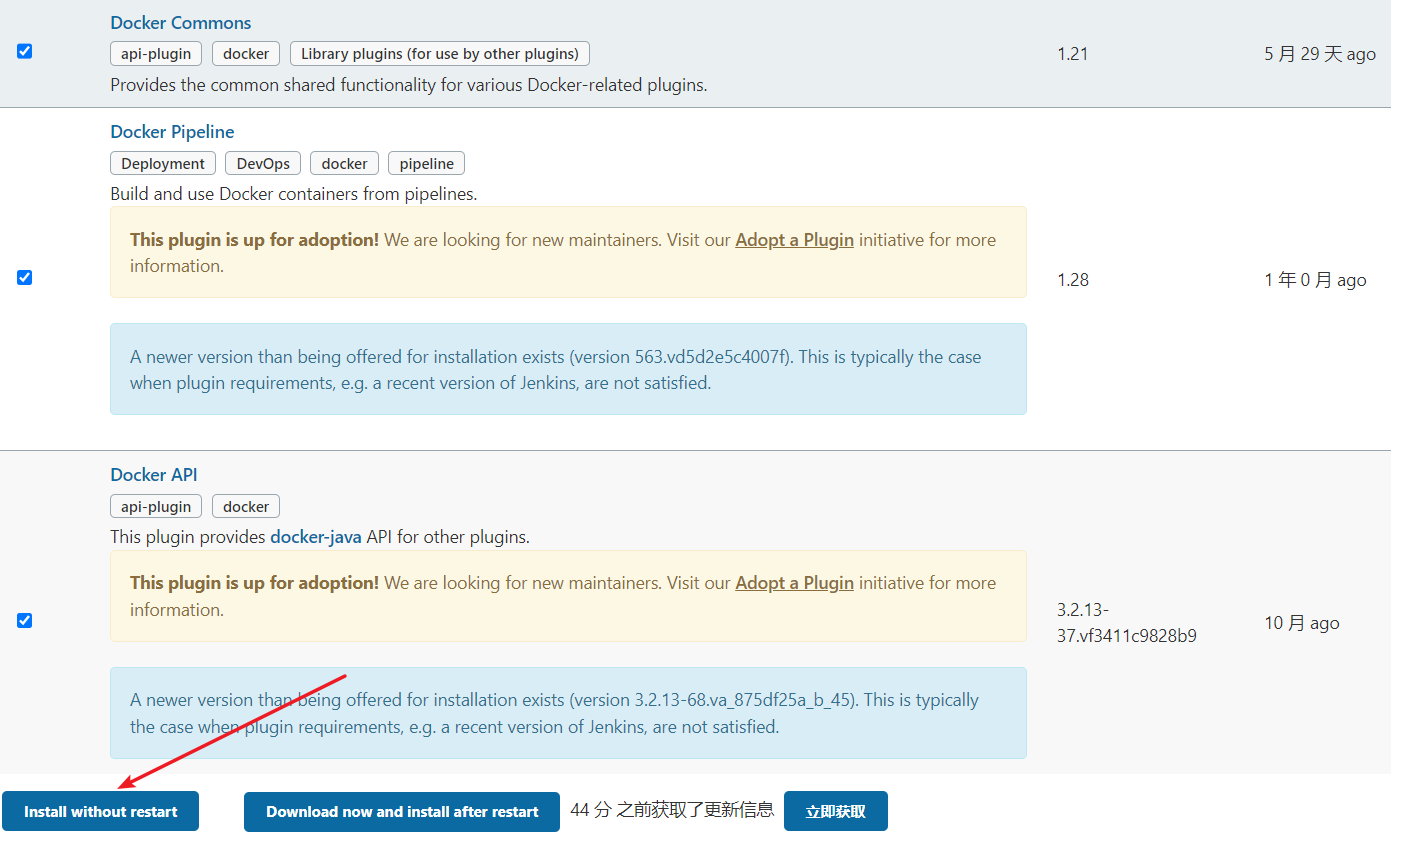 Docker Commons
api-plugin docker Library plugins (for use by other plugins)
1.21 5 月 29 天 ago
Provides the common shared functionality for various Docker-related plugins.
Docker Pipeline
Deployment DevOps docker pipeline
Build and use Docker containers from pipelines.
This plugin is up for adoption! We are looking for new maintainers. Visit our Adopt a Plugin initiative for more
information.
1.28 1 年 0 月 ago
A newer version than being offered for installation exists (version 563.vd5d2e5c4007f). This is typically the case
when plugin requirements, e.g. a recent version of Jenkins, are not satisfied.
Docker API
api-plugin docker
This plugin provides docker-java API for other plugins.
This plugin is up for adoption! We are looking for new maintainers. Visit our Adopt a Plugin initiative for more
information.
3.2.13-
37.vf3411c9828b9
10 月 ago
A newer version than being offered for installation exists (version 3.2.13-68.va_875df25a_b_45). This is typically
the case when plugin requirements, e.g. a recent version of Jenkins, are not satisfied.
Install without restart Download now and install after restart 44 分 之前获取了更新信息 立即获取